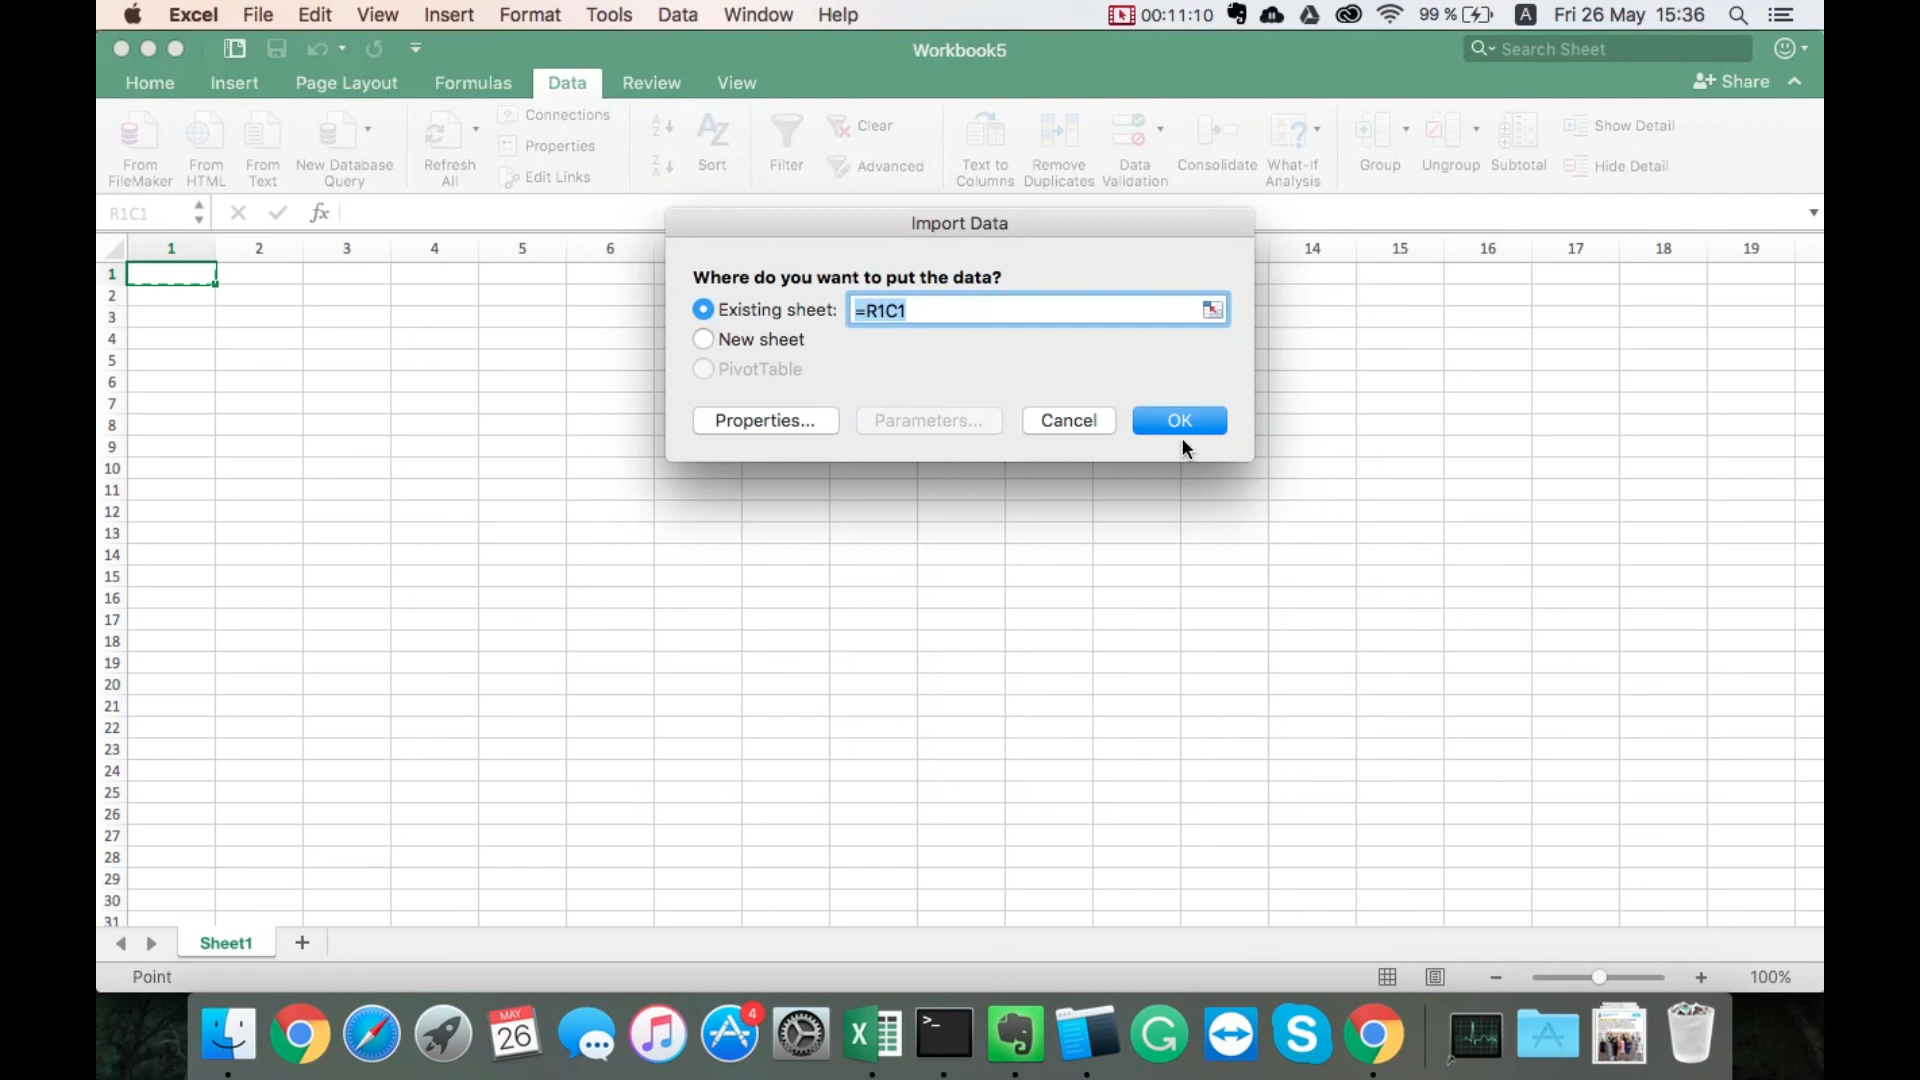 Excel File Edit View Insert Format Tools Data Window Help 00:11:10 99 % A Fri 26 May 15:36
Workbook5 Search Sheet
Home Insert Page Layout Formulas Data Review View Share
From FileMaker
From HTML
From Text
New Database Query
Refresh All
Connections
Properties
Edit Links
A Z
Z A
Sort
Filter
Clear
Advanced
Text to Columns
Remove Duplicates
Data Validation
Consolidate
What-If Analysis
Group
Ungroup
Subtotal
Show Detail
Hide Detail
R1C1 fx
Import Data
Where do you want to put the data?
Existing sheet: =R1C1
New sheet
PivotTable
Properties... Parameters... Cancel OK
1 2 3 4 5 6 14 15 16 17 18 19
1
2
3
4
5
6
7
8
9
10
11
12
13
14
15
16
17
18
19
20
21
22
23
24
25
26
27
28
29
30
31
Sheet1 +
Point 100%
MAY
26
4